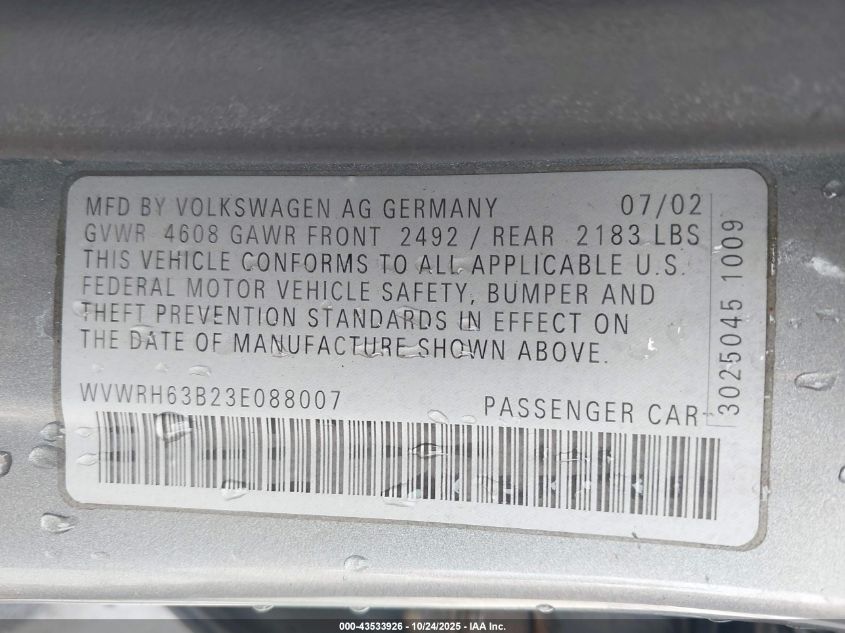 MFD BY VOLKSWAGEN AG GERMANY 07/02
GVWR 4608 GAWR FRONT 2492 / REAR 2183 LBS
THIS VEHICLE CONFORMS TO ALL APPLICABLE U.S.
FEDERAL MOTOR VEHICLE SAFETY, BUMPER AND
THEFT PREVENTION STANDARDS IN EFFECT ON
THE DATE OF MANUFACTURE SHOWN ABOVE.
WVWRH63B23E088007 PASSENGER CAR
3025045 1009
000-43533926 | 10/24/2025 | IAA Inc.